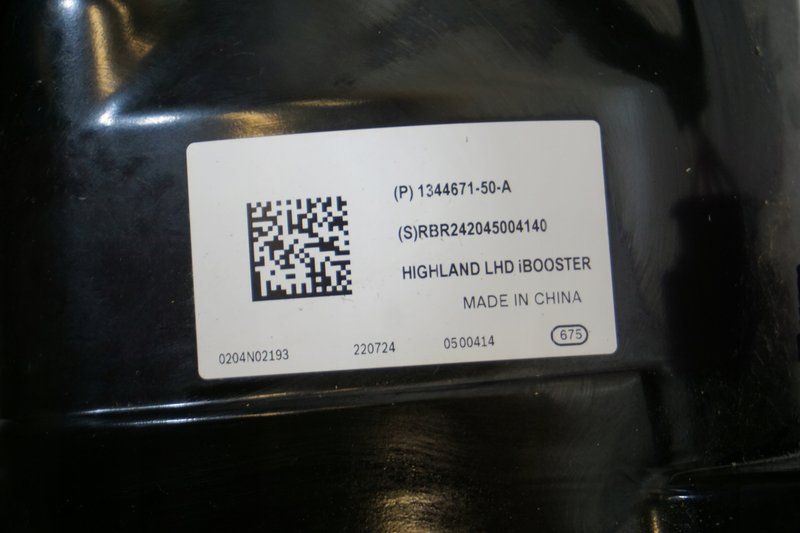 (P) 1344671-50-A
(S)RBR242045004140
HIGHLAND LHD iBOOSTER
MADE IN CHINA
0204N02193 220724 0500414 675